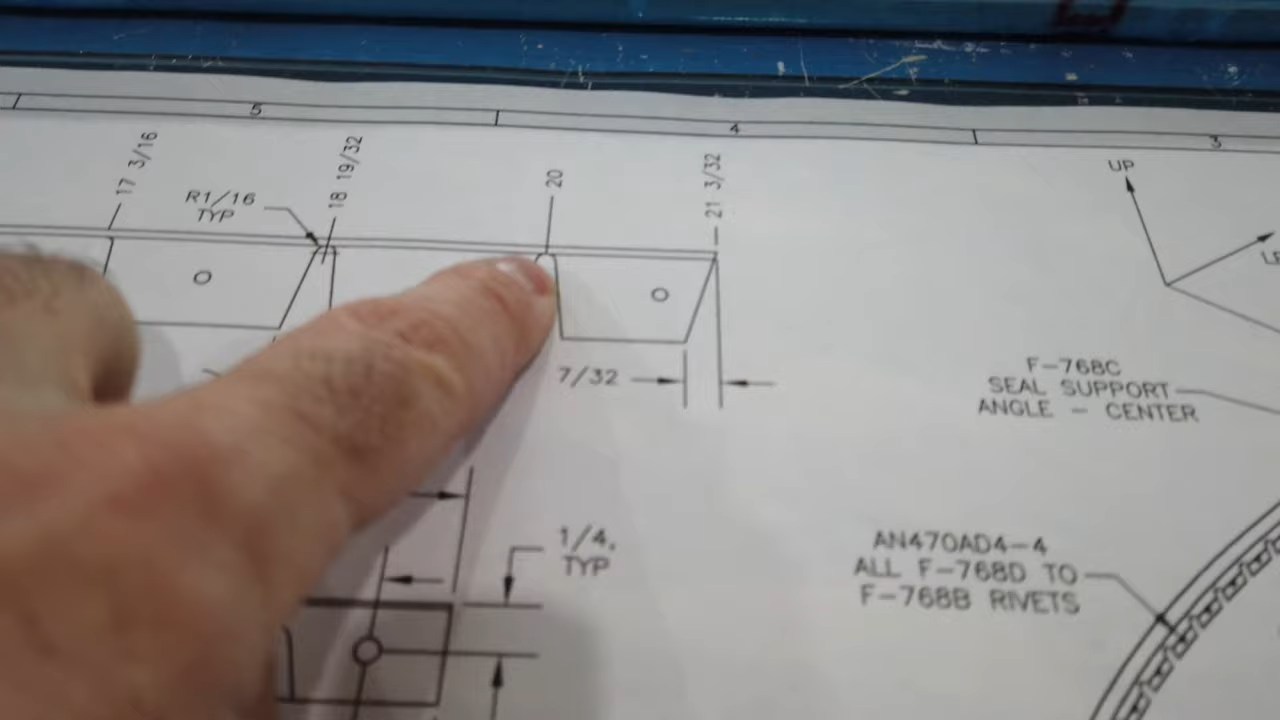 5
4
3
17 3/16
18 19/32
20
21 3/32
R1/16
TYP
UP
7/32
F-768C
SEAL SUPPORT
ANGLE - CENTER
1/4,
TYP
AN470AD4-4
ALL F-768D TO
F-768B RIVETS